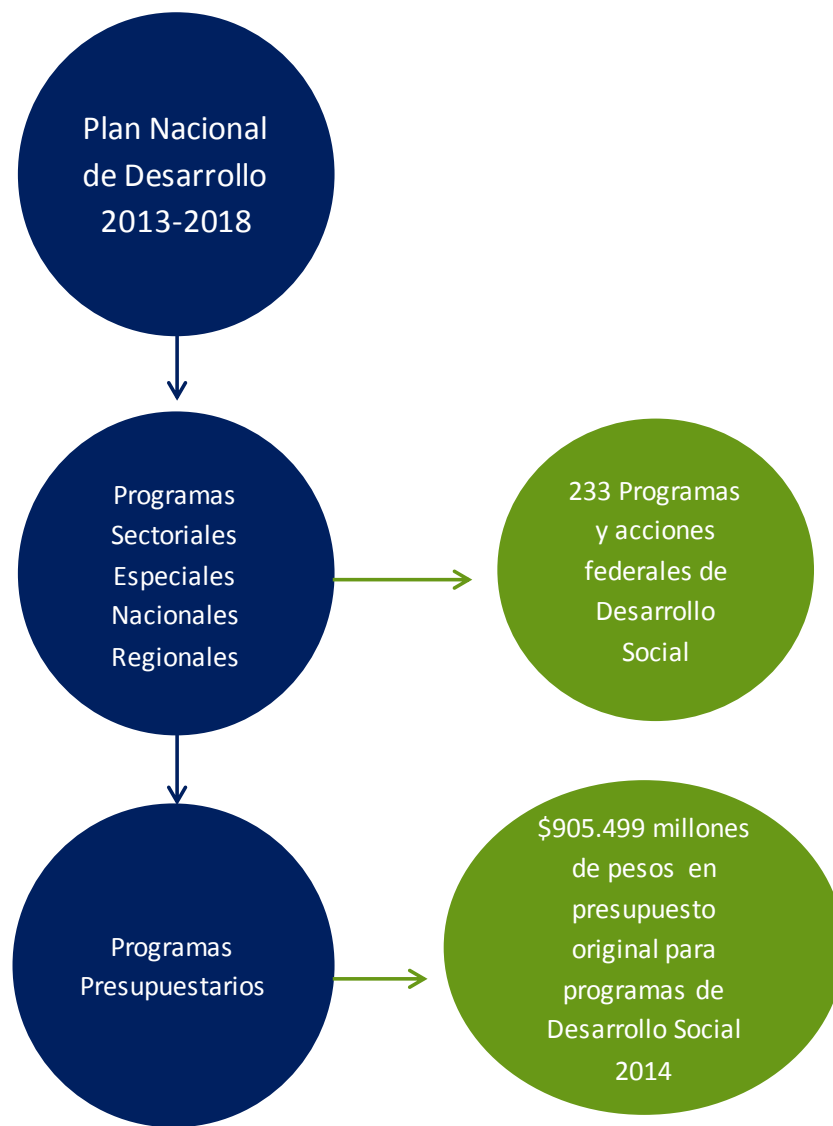 Plan Nacional
de Desarrollo
2013-2018
Programas
Sectoriales
Especiales
Nacionales
Regionales
233 Programas
y acciones
federales de
Desarrollo
Social
Programas
Presupuestarios
$905.499 millones
de pesos en
presupuesto
original para
programas de
Desarrollo Social
2014